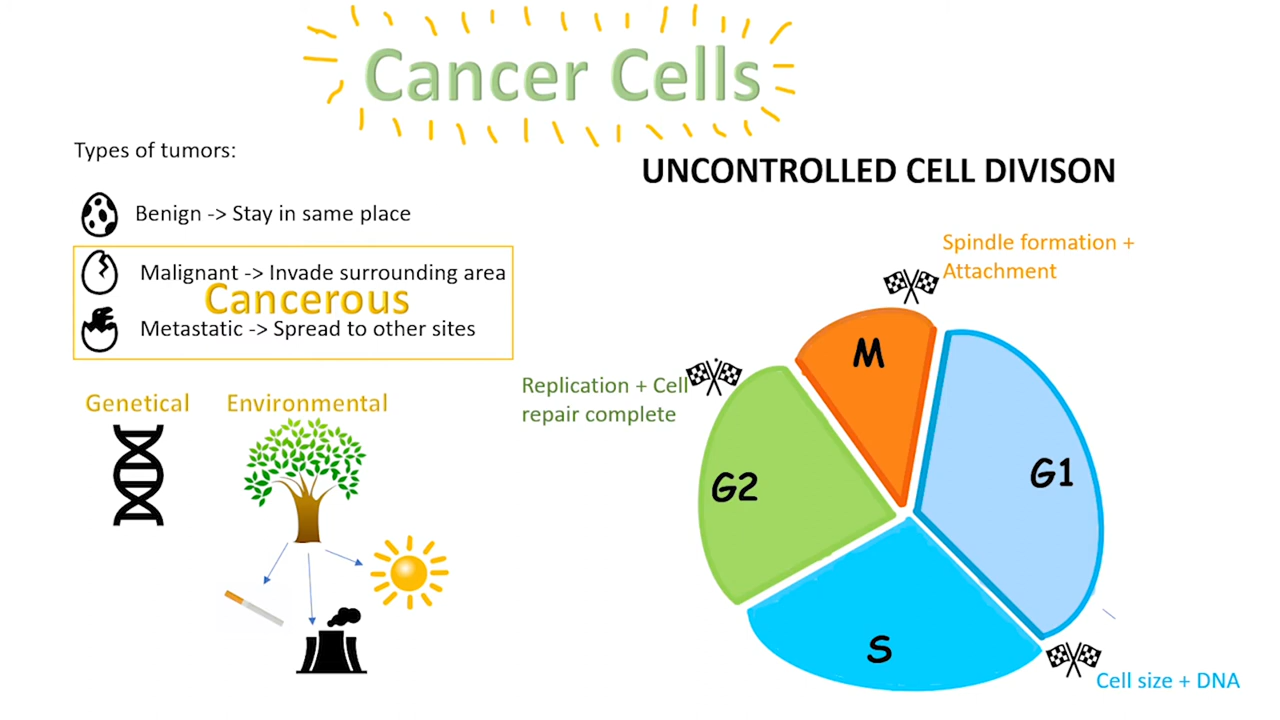 Cancer Cells
Types of tumors:
Benign -> Stay in same place
Malignant -> Invade surrounding area
Cancerous
Metastatic -> Spread to other sites
Genetical
Environmental
UNCONTROLLED CELL DIVISON
Spindle formation +
Attachment
Replication + Cell
repair complete
M
G1
G2
S
Cell size + DNA